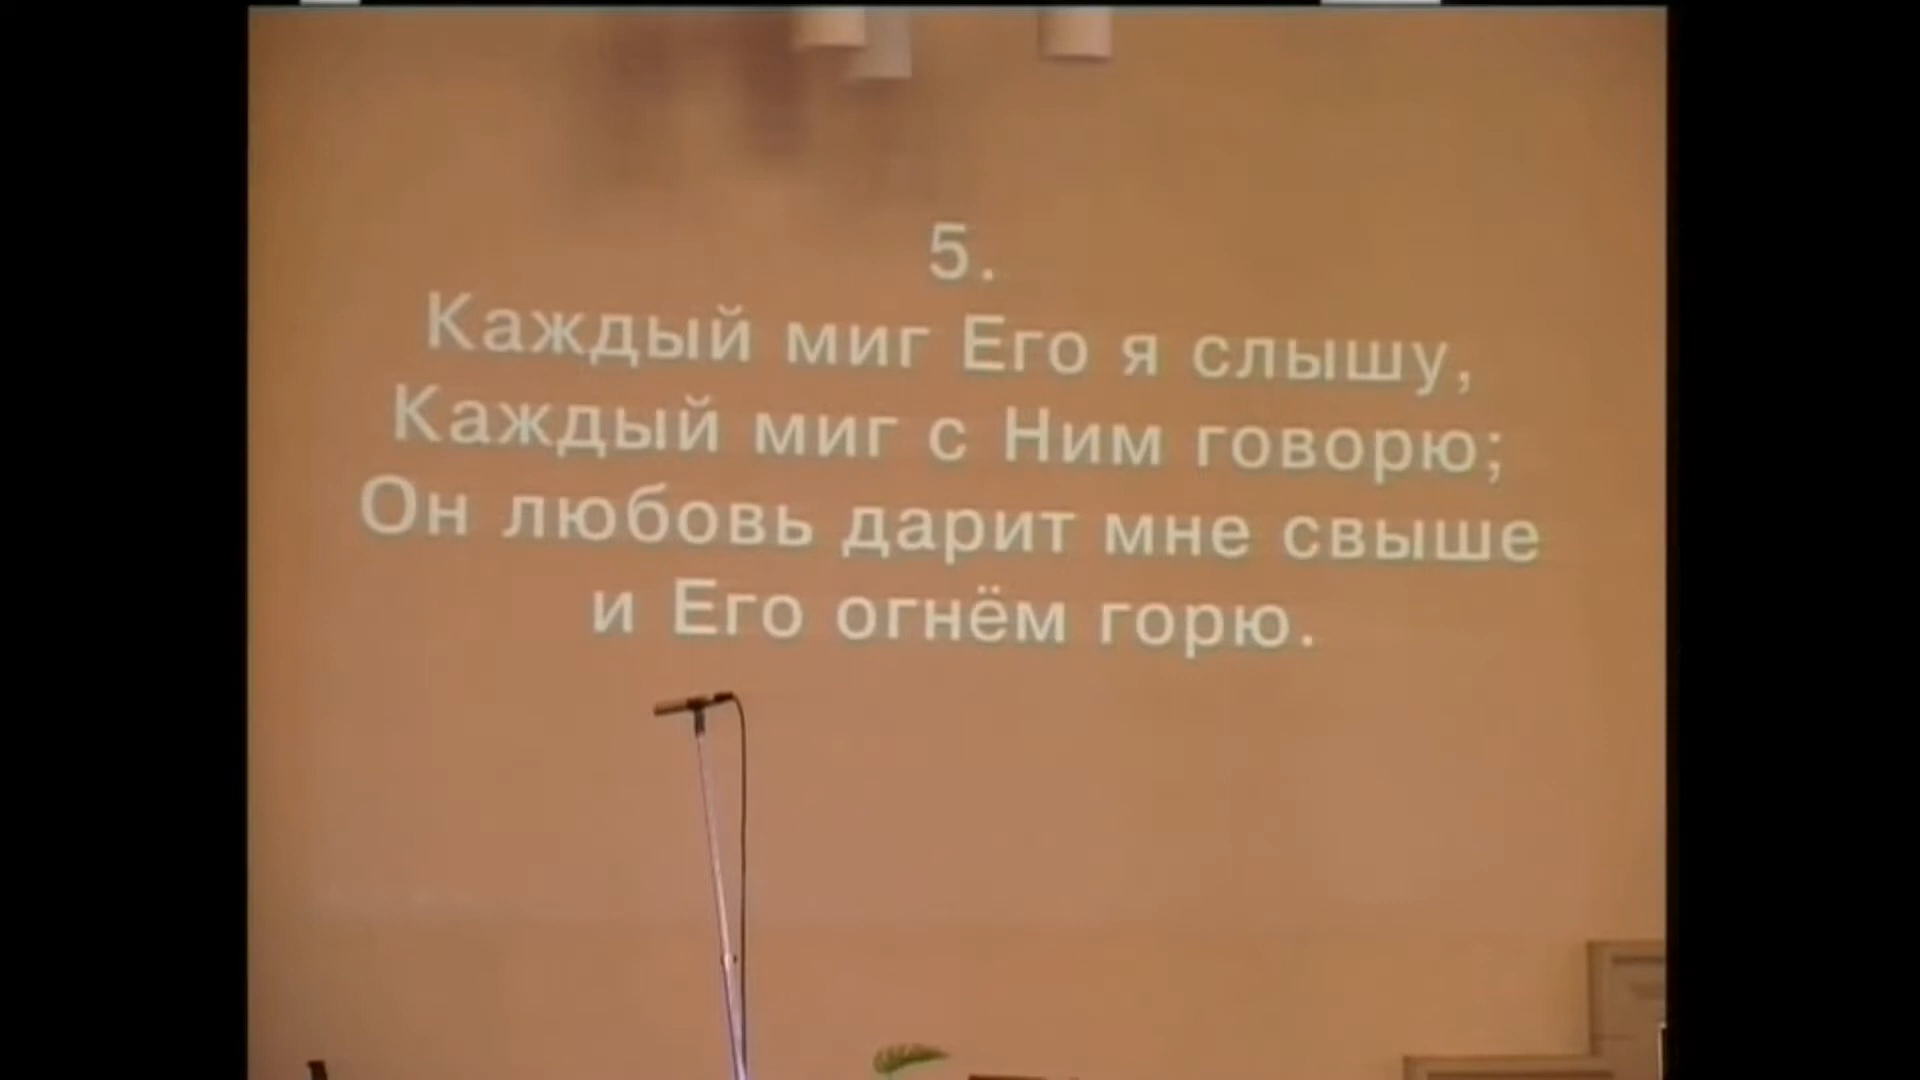 5.
Каждый миг Его я слышу,
Каждый миг с Ним говорю;
Он любовь дарит мне свыше
и Его огнём горю.